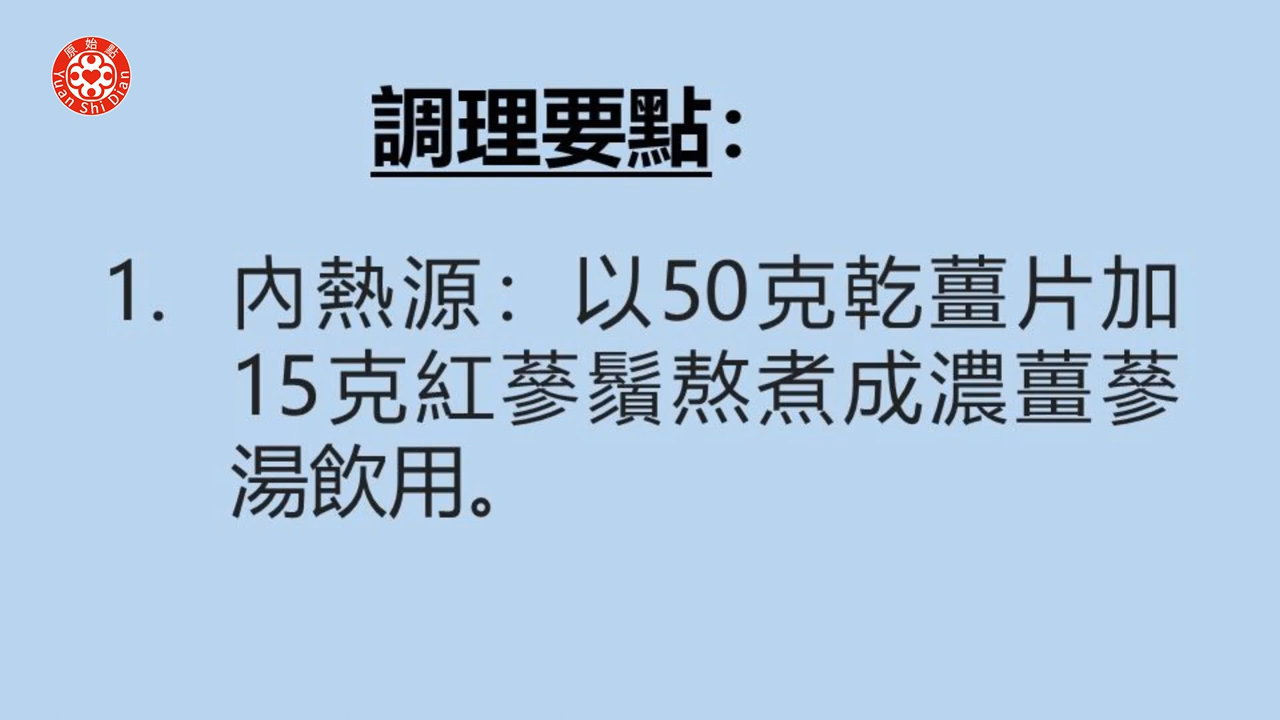 原始點
Yuan Shi Dian
調理要點：
1. 內熱源：以50克乾薑片加
15克紅蔘鬚熬煮成濃薑蔘
湯飲用。